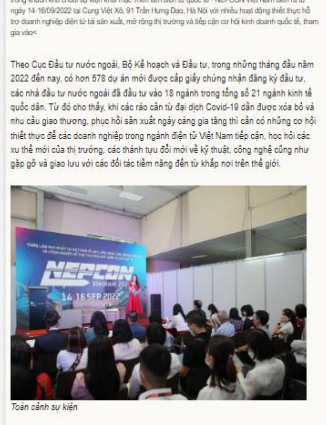 ngày 14-16/09/2022 tại Cung Việt Xô, 91 Trần Hưng Đạo, Hà Nội với nhiều hoạt động thiết thực hỗ
trợ doanh nghiệp điện tử tái sản xuất, mở rộng thị trường và tiếp cận cơ hội kinh doanh quốc tế, tham
gia vào<
Theo Cục Đầu tư nước ngoài, Bộ Kế hoạch và Đầu tư, trong những tháng đầu năm
2022 đến nay, có hơn 578 dự án mới được cấp giấy chứng nhận đăng ký đầu tư,
các nhà đầu tư nước ngoài đã đầu tư vào 18 ngành trong tổng số 21 ngành kinh tế
quốc dân. Từ đó cho thấy, khi các rào cản từ đại dịch Covid-19 dần được xoá bỏ và
nhu cầu giao thương, phục hồi sản xuất ngày càng gia tăng thì cần có những cơ hội
thiết thực để các doanh nghiệp trong ngành điện tử Việt Nam tiếp cận, học hỏi các
xu thế mới của thị trường, các thành tựu đổi mới về kỹ thuật, công nghệ cũng như
gặp gỡ và giao lưu với các đối tác tiềm năng đến từ khắp nơi trên thế giới.
NEPCON
Vietnam 2022
14-16 SEP 2022
Toàn cảnh sự kiện